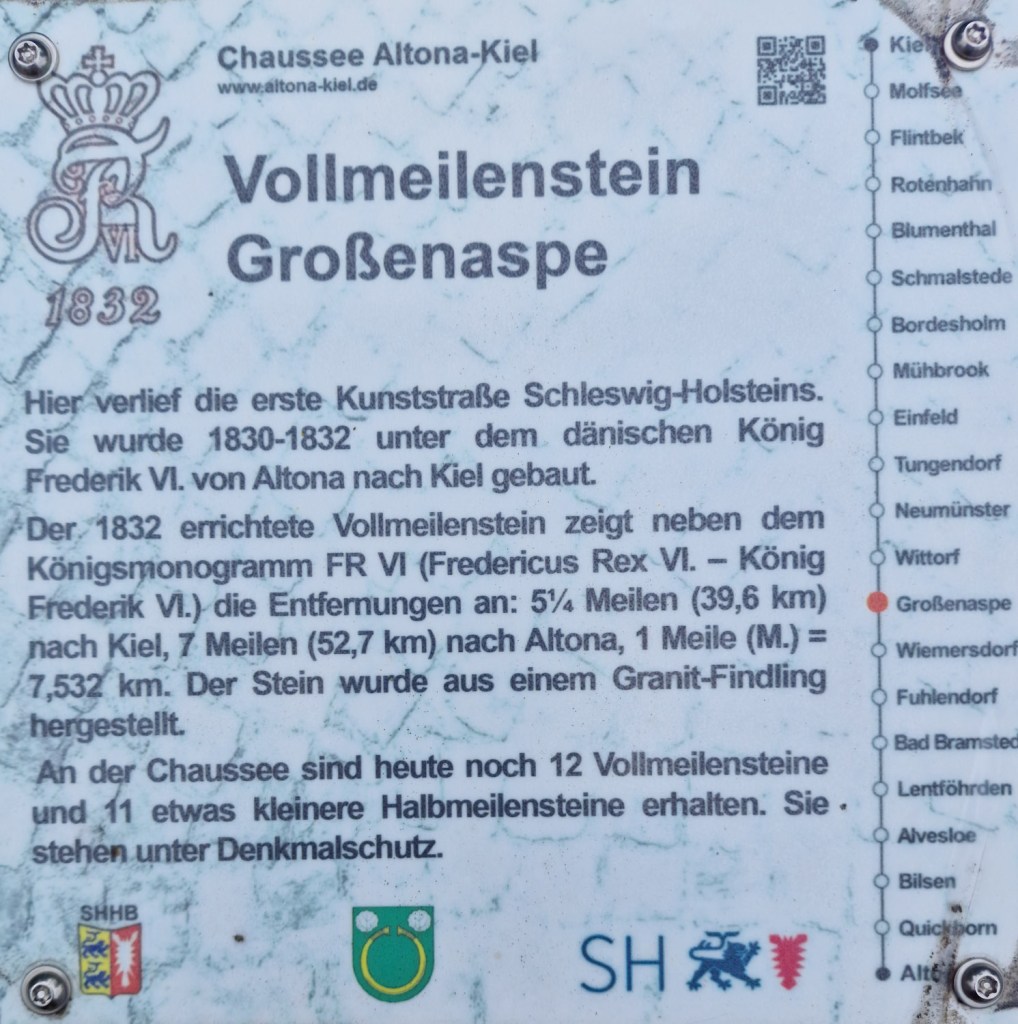 Chaussee Altona-Kiel
www.altona-kiel.de
FR
VI
1832
Vollmeilenstein
Großenaspe
Hier verlief die erste Kunststraße Schleswig-Holsteins.
Sie wurde 1830-1832 unter dem dänischen König
Frederik VI. von Altona nach Kiel gebaut.
Der 1832 errichtete Vollmeilenstein zeigt neben dem
Königsmonogramm FR VI (Fredericus Rex VI. – König
Frederik VI.) die Entfernungen an: 5¼ Meilen (39,6 km)
nach Kiel, 7 Meilen (52,7 km) nach Altona, 1 Meile (M.) =
7,532 km. Der Stein wurde aus einem Granit-Findling
hergestellt.
An der Chaussee sind heute noch 12 Vollmeilensteine
und 11 etwas kleinere Halbmeilensteine erhalten. Sie
stehen unter Denkmalschutz.
SHHB
SH
Kiel
Molfsee
Flintbek
Rotenhahn
Blumenthal
Schmalstede
Bordesholm
Mühbrook
Einfeld
Tungendorf
Neumünster
Wittorf
Großenaspe
Wiemersdorf
Fuhlendorf
Bad Bramsted
Lentföhrden
Alvesloe
Bilsen
Quickborn